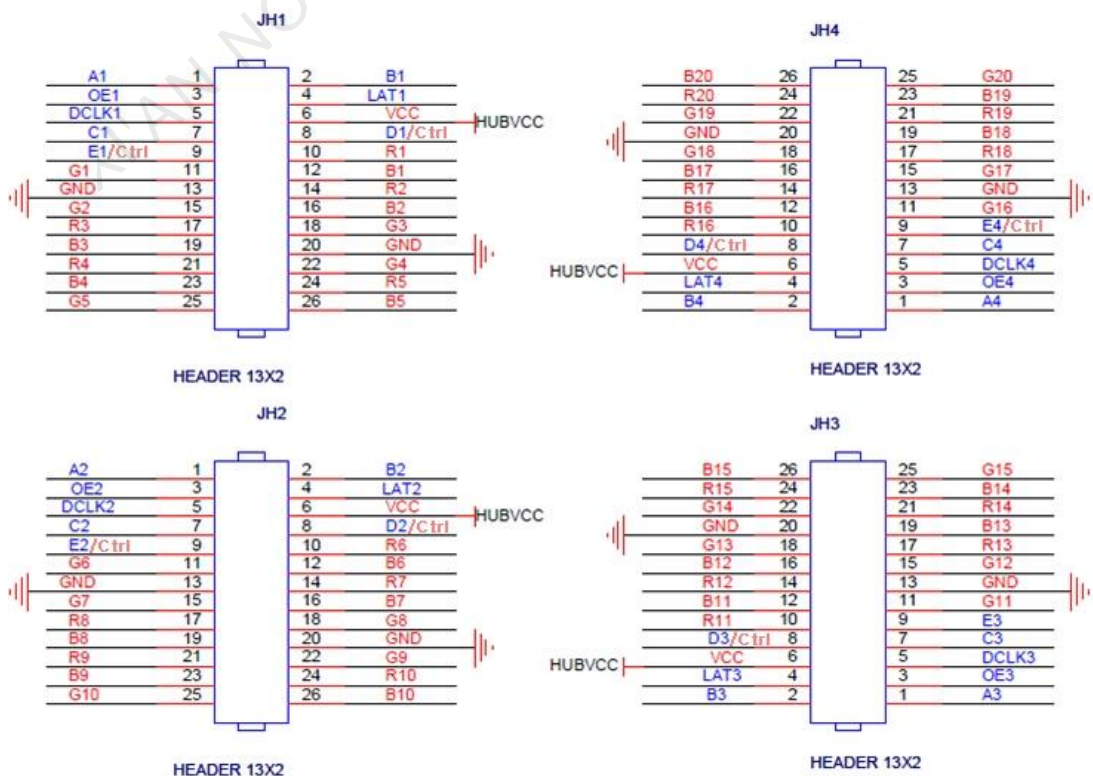 XI'AN NO
JH1
A1 1 2 B1
OE1 3 4 LAT1
DCLK1 5 6 VCC HUBVCC
C1 7 8 D1/Ctrl
E1/Ctrl 9 10 R1
G1 11 12 B1
GND 13 14 R2
G2 15 16 B2
R3 17 18 G3
B3 19 20 GND
R4 21 22 G4
B4 23 24 R5
G5 25 26 B5
HEADER 13X2
JH4
B20 26 25 G20
R20 24 23 B19
G19 22 21 R19
GND 20 19 B18
G18 18 17 R18
B17 16 15 G17
R17 14 13 GND
B16 12 11 G16
R16 10 9 E4/Ctrl
D4/Ctrl 8 7 C4
HUBVCC VCC 6 5 DCLK4
LAT4 4 3 OE4
B4 2 1 A4
HEADER 13X2
JH2
A2 1 2 B2
OE2 3 4 LAT2
DCLK2 5 6 VCC HUBVCC
C2 7 8 D2/Ctrl
E2/Ctrl 9 10 R6
G6 11 12 B6
GND 13 14 R7
G7 15 16 B7
R8 17 18 G8
B8 19 20 GND
R9 21 22 G9
B9 23 24 R10
G10 25 26 B10
HEADER 13X2
JH3
B15 26 25 G15
R15 24 23 B14
G14 22 21 R14
GND 20 19 B13
G13 18 17 R13
B12 16 15 G12
R12 14 13 GND
B11 12 11 G11
R11 10 9 E3
D3/Ctrl 8 7 C3
HUBVCC VCC 6 5 DCLK3
LAT3 4 3 OE3
B3 2 1 A3
HEADER 13X2